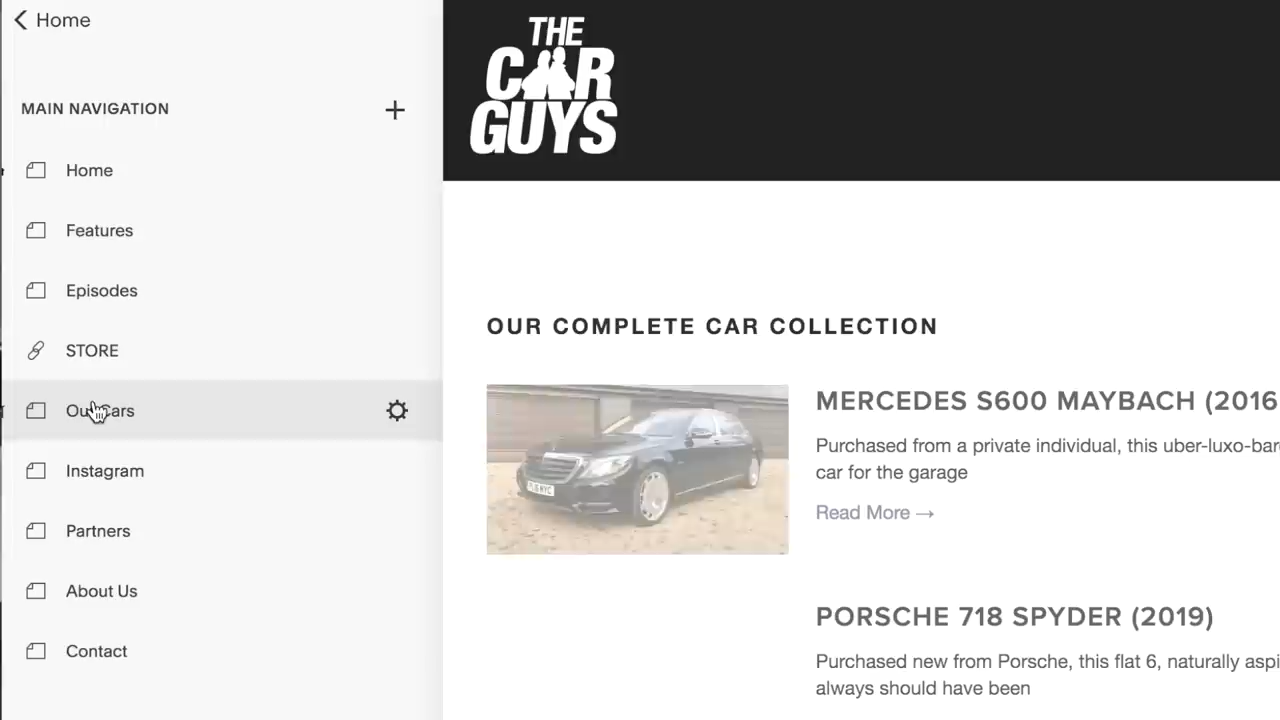 Home
MAIN NAVIGATION
Home
Features
Episodes
STORE
Our Cars
Instagram
Partners
About Us
Contact
THE
CAR
GUYS
OUR COMPLETE CAR COLLECTION
MERCEDES S600 MAYBACH (2016
Purchased from a private individual, this uber-luxo-bar
car for the garage
Read More →
PORSCHE 718 SPYDER (2019)
Purchased new from Porsche, this flat 6, naturally aspi
always should have been